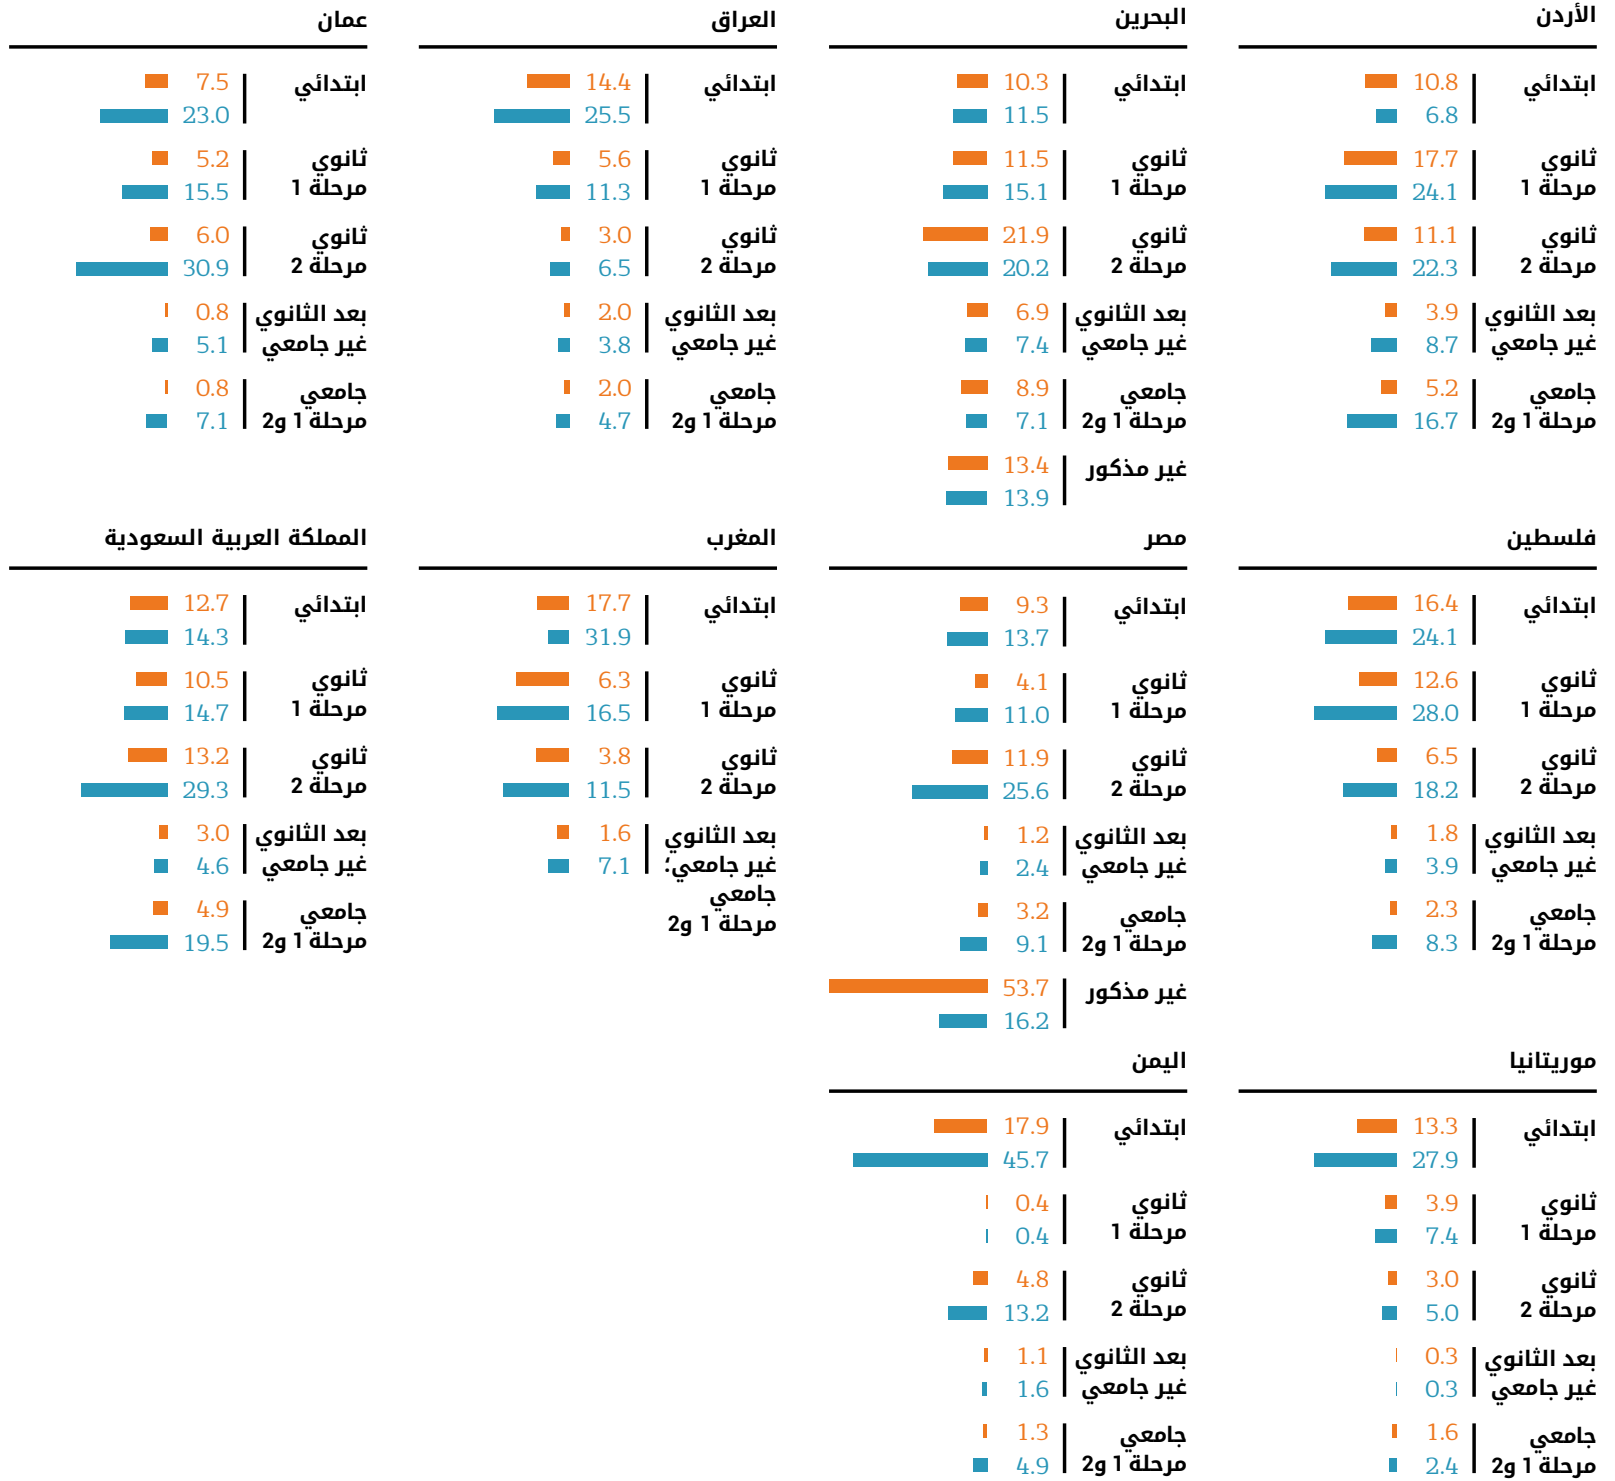 الأردن
ابتدائي
10.8
6.8
ثانوي
مرحلة 1
17.7
24.1
ثانوي
مرحلة 2
11.1
22.3
بعد الثانوي
غير جامعي
3.9
8.7
جامعي
مرحلة 1 و2
5.2
16.7
البحرين
ابتدائي
10.3
11.5
ثانوي
مرحلة 1
11.5
15.1
ثانوي
مرحلة 2
21.9
20.2
بعد الثانوي
غير جامعي
6.9
7.4
جامعي
مرحلة 1 و2
8.9
7.1
غير مذكور
13.4
13.9
العراق
ابتدائي
14.4
25.5
ثانوي
مرحلة 1
5.6
11.3
ثانوي
مرحلة 2
3.0
6.5
بعد الثانوي
غير جامعي
2.0
3.8
جامعي
مرحلة 1 و2
2.0
4.7
عمان
ابتدائي
7.5
23.0
ثانوي
مرحلة 1
5.2
15.5
ثانوي
مرحلة 2
6.0
30.9
بعد الثانوي
غير جامعي
0.8
5.1
جامعي
مرحلة 1 و2
0.8
7.1
فلسطين
ابتدائي
16.4
24.1
ثانوي
مرحلة 1
12.6
28.0
ثانوي
مرحلة 2
6.5
18.2
بعد الثانوي
غير جامعي
1.8
3.9
جامعي
مرحلة 1 و2
2.3
8.3
مصر
ابتدائي
9.3
13.7
ثانوي
مرحلة 1
4.1
11.0
ثانوي
مرحلة 2
11.9
25.6
بعد الثانوي
غير جامعي
1.2
2.4
جامعي
مرحلة 1 و2
3.2
9.1
غير مذكور
53.7
16.2
المغرب
ابتدائي
17.7
31.9
ثانوي
مرحلة 1
6.3
16.5
ثانوي
مرحلة 2
3.8
11.5
بعد الثانوي
غير جامعي؛
جامعي
مرحلة 1 و2
1.6
7.1
المملكة العربية السعودية
ابتدائي
12.7
14.3
ثانوي
مرحلة 1
10.5
14.7
ثانوي
مرحلة 2
13.2
29.3
بعد الثانوي
غير جامعي
3.0
4.6
جامعي
مرحلة 1 و2
4.9
19.5
موريتانيا
ابتدائي
13.3
27.9
ثانوي
مرحلة 1
3.9
7.4
ثانوي
مرحلة 2
3.0
5.0
بعد الثانوي
غير جامعي
0.3
0.3
جامعي
مرحلة 1 و2
1.6
2.4
اليمن
ابتدائي
17.9
45.7
ثانوي
مرحلة 1
0.4
0.4
ثانوي
مرحلة 2
4.8
13.2
بعد الثانوي
غير جامعي
1.1
1.6
جامعي
مرحلة 1 و2
1.3
4.9